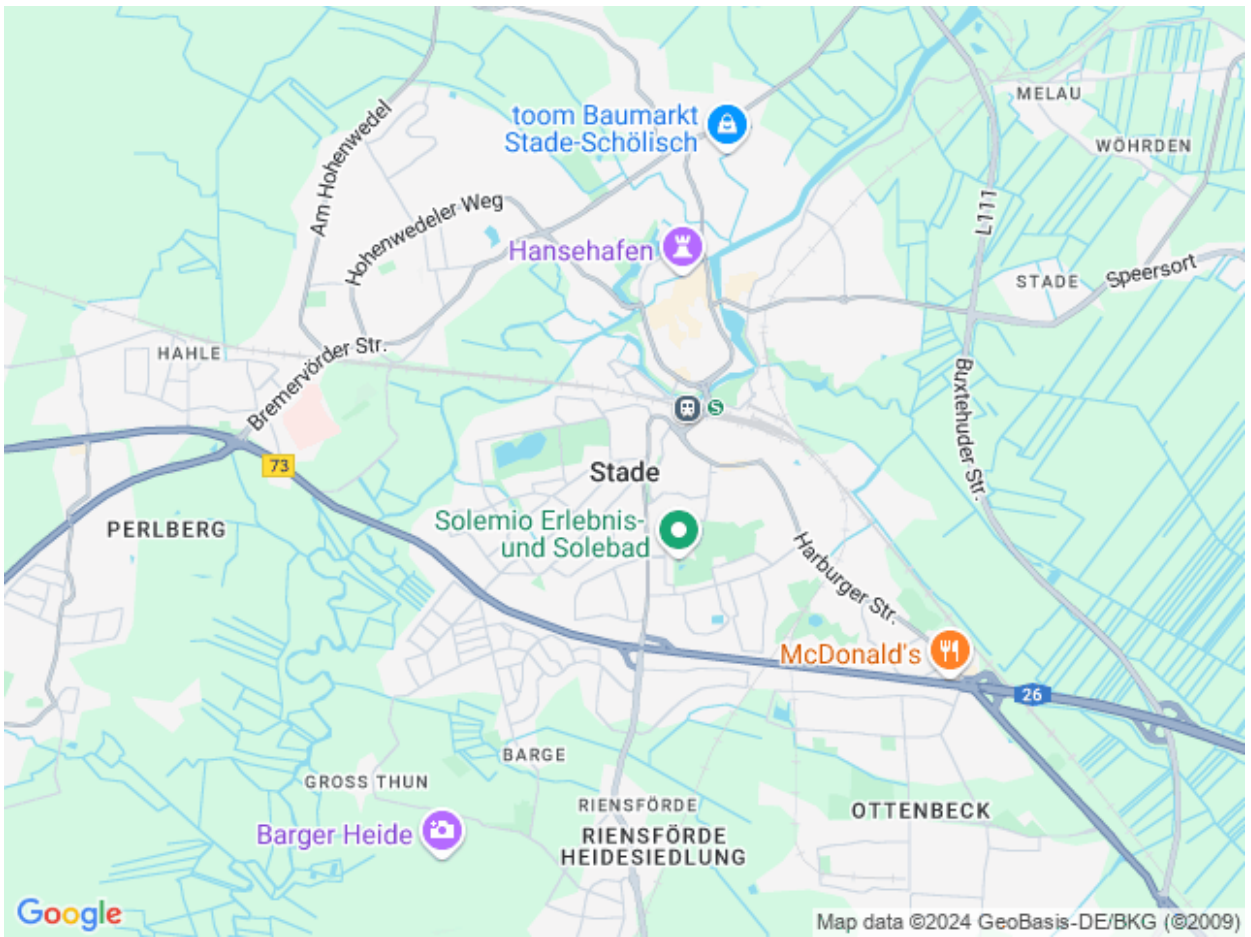 MELAU
toom Baumarkt
Stade-Schölisch
WÖHRDEN
Am Hohenwedel
Hohenwedeler Weg
L111
Hansehafen
STADE
Speersort
HAHLE
Bremervörder Str.
Buxtehuder Str.
S
73
Stade
PERLBERG
Solemio Erlebnis-
und Solebad
Harburger Str.
McDonald's
26
BARGE
GROSS THUN
RIENSFÖRDE
OTTENBECK
Barger Heide
RIENSFÖRDE
HEIDESIEDLUNG
Google
Map data ©2024 GeoBasis-DE/BKG (©2009)